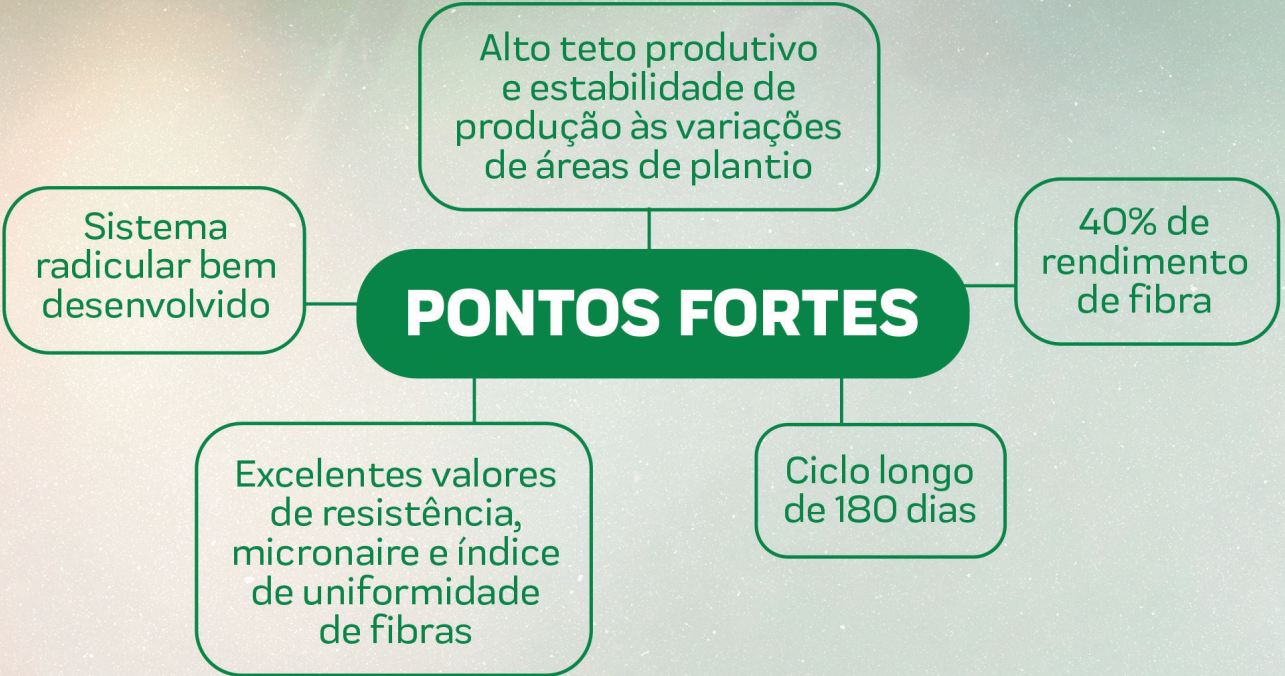 Alto teto produtivo
e estabilidade de
produção às variações
de áreas de plantio
Sistema
radicular bem
desenvolvido
PONTOS FORTES
40% de
rendimento
de fibra
Excelentes valores
de resistência,
micronaire e índice
de uniformidade
de fibras
Ciclo longo
de 180 dias